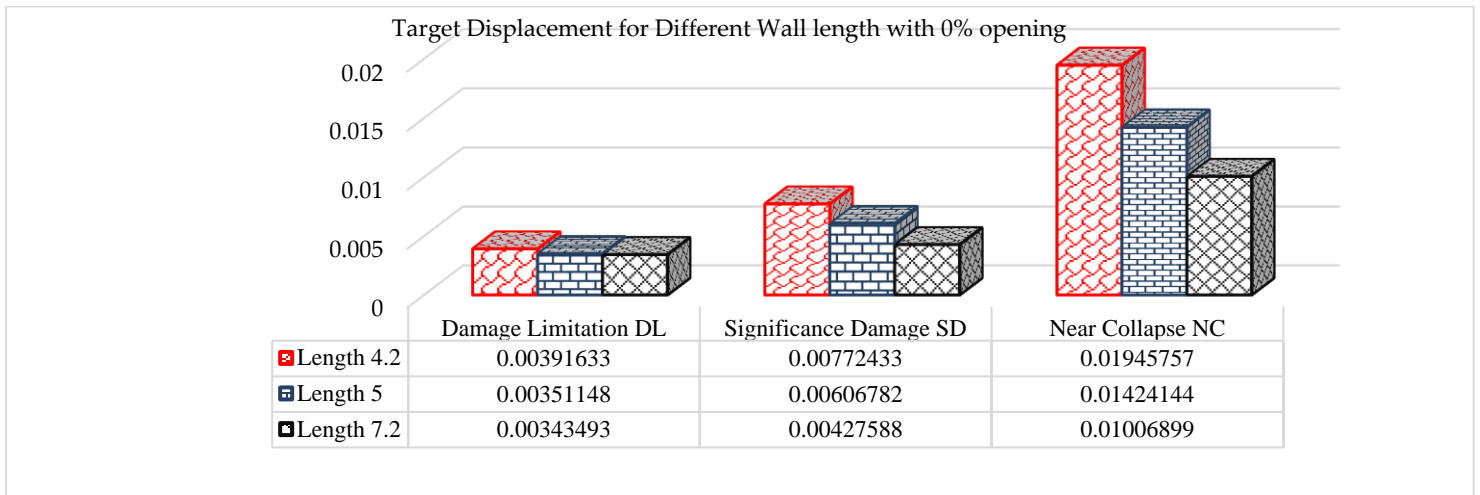 Target Displacement for Different Wall length with 0% opening
0.02
0.015
0.01
0.005
0
Damage Limitation DL Significance Damage SD Near Collapse NC
Length 4.2 0.00391633 0.00772433 0.01945757
Length 5 0.00351148 0.00606782 0.01424144
Length 7.2 0.00343493 0.00427588 0.01006899